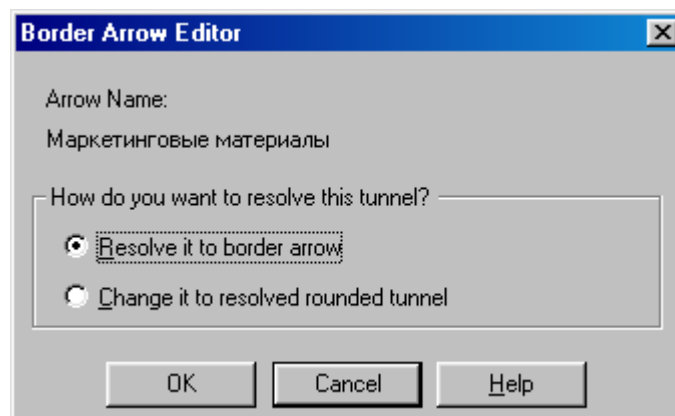 Border Arrow Editor
Arrow Name:
Маркетинговые материалы
How do you want to resolve this tunnel?
Resolve it to border arrow
Change it to resolved rounded tunnel
OK Cancel Help